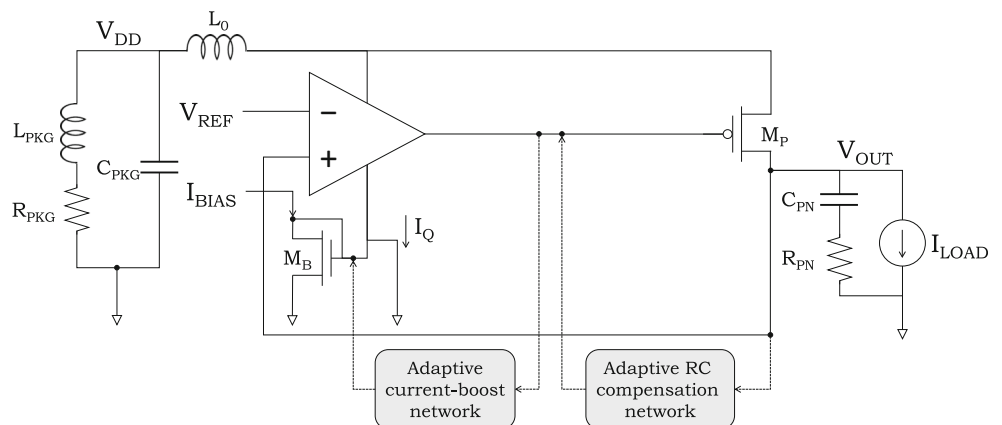 L0
VDD
VREF
−
MP
LPKG
CPKG
+
VOUT
IBIAS
CPN
RPKG
IQ
MB
RPN
ILOAD
Adaptive
current-boost
network
Adaptive RC
compensation
network